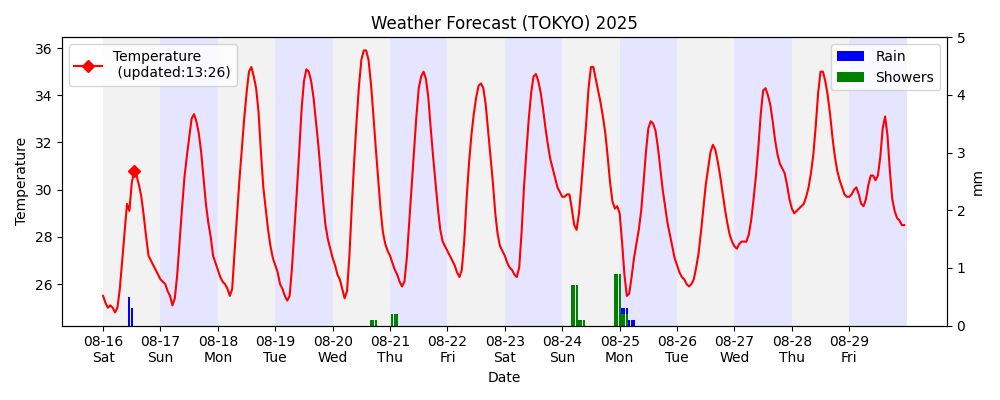 Weather Forecast (TOKYO) 2025
Temperature
(updated:13:26)
Rain
Showers
Temperature
36
34
32
30
28
26
5
4
3
2
1
0
mm
08-16 08-17 08-18 08-19 08-20 08-21 08-22 08-23 08-24 08-25 08-26 08-27 08-28 08-29
Sat Sun Mon Tue Wed Thu Fri Sat Sun Mon Tue Wed Thu Fri
Date